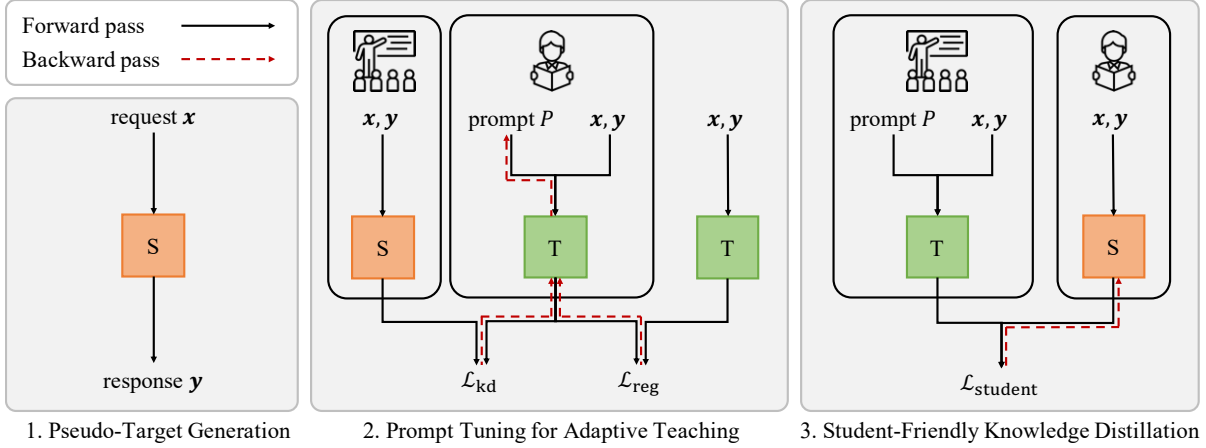 Forward pass
Backward pass
request x
S
response y
1. Pseudo-Target Generation
x, y
prompt P
x, y
x, y
S
T
T
ℒkd
ℒreg
2. Prompt Tuning for Adaptive Teaching
prompt P
x, y
x, y
T
S
ℒstudent
3. Student-Friendly Knowledge Distillation